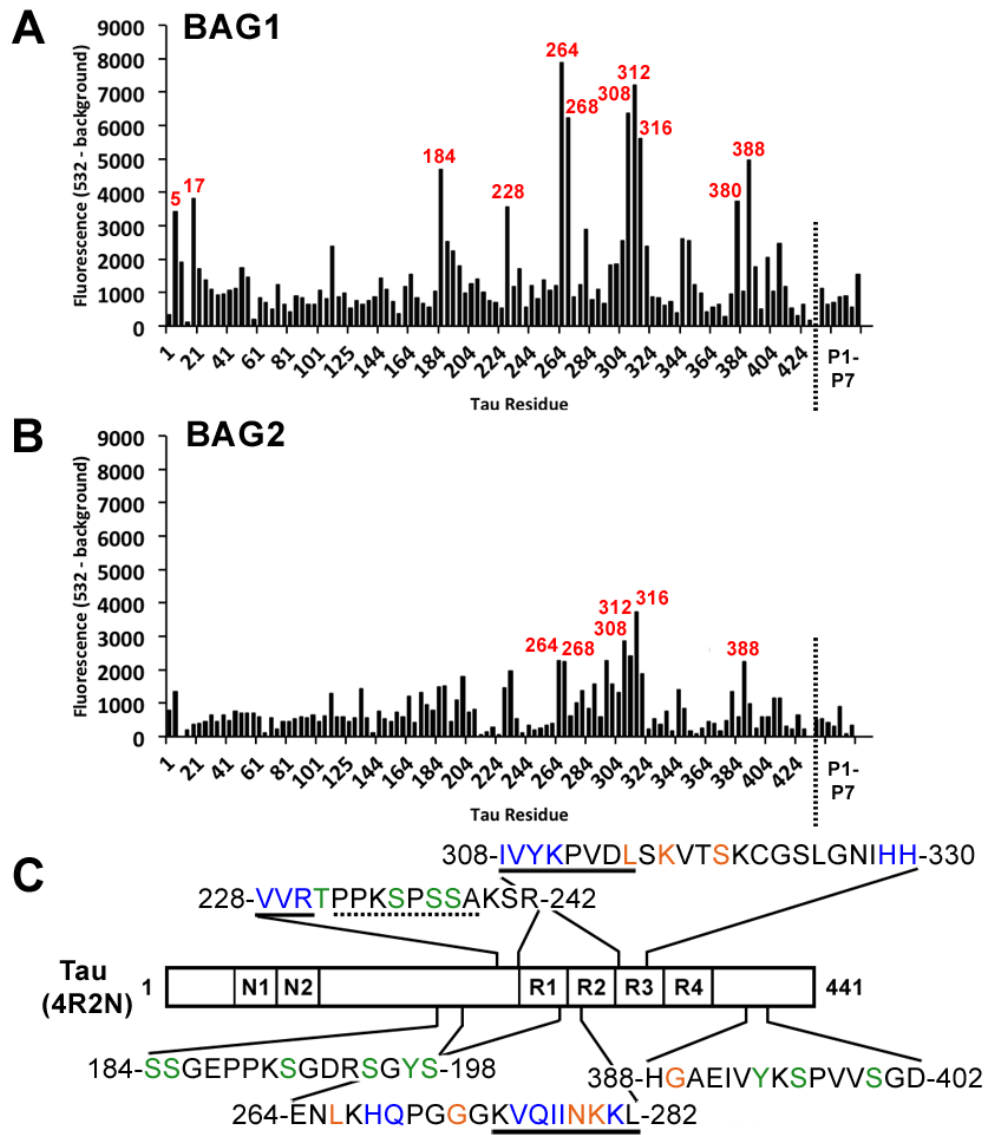 A BAG1
Fluorescence (532 - background)
9000
8000
7000
6000
5000
4000
3000
2000
1000
0
5 17 184 228 264 268 308 312 316 380 388
1 21 41 61 81 101 125 144 164 184 204 224 244 264 284 304 324 344 364 384 404 424
P1-
P7
Tau Residue
B BAG2
Fluorescence (532 - background)
9000
8000
7000
6000
5000
4000
3000
2000
1000
0
264 268 308 312 316 388
1 21 41 61 81 101 125 144 164 184 204 224 244 264 284 304 324 344 364 384 404 424
P1-
P7
Tau Residue
C
308-IVYKPVDLSKVTSKCGSLGNIHH-330
228-VVRTPPKSPSSAKSR-242
Tau
(4R2N)
1 N1 N2 R1 R2 R3 R4 441
184-SSGEPPKSGDRSGYS-198
388-HGAEIVYKSPVVSGD-402
264-ENLKHQPGGGKVQIINKKL-282